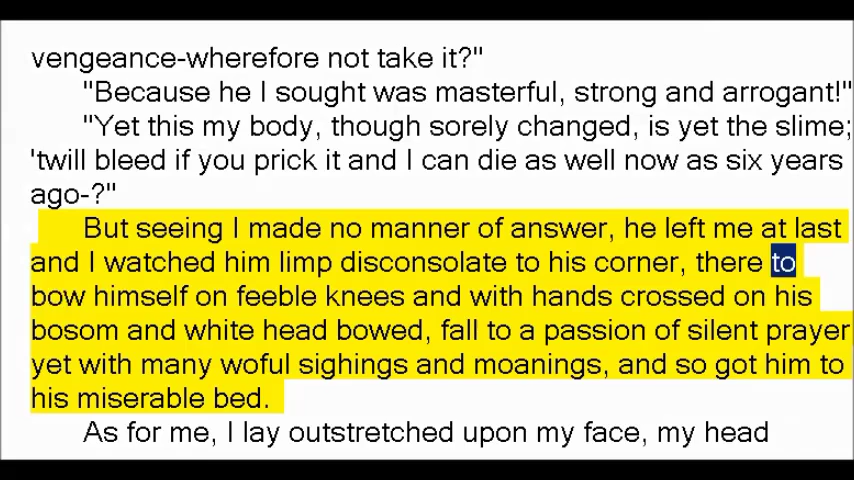 vengeance-wherefore not take it?"
"Because he I sought was masterful, strong and arrogant!"
"Yet this my body, though sorely changed, is yet the slime;
'twill bleed if you prick it and I can die as well now as six years
ago-?"
But seeing I made no manner of answer, he left me at last
and I watched him limp disconsolate to his corner, there to
bow himself on feeble knees and with hands crossed on his
bosom and white head bowed, fall to a passion of silent prayer
yet with many woful sighings and moanings, and so got him to
his miserable bed.
As for me, I lay outstretched upon my face, my head